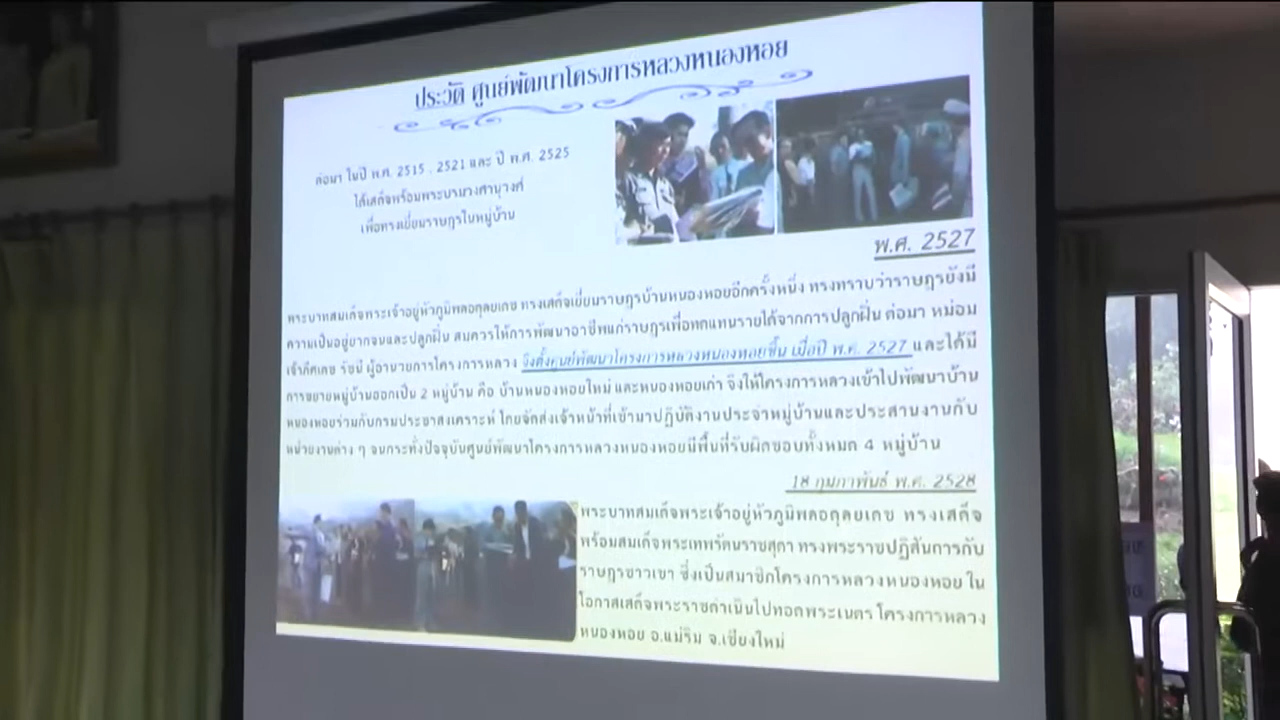 ประวัติ ศูนย์พัฒนาโครงการหลวงหนองหอย
ต่อมา ในปี พ.ศ. 2515 , 2521 และ ปี พ.ศ. 2525
ได้เสด็จพร้อมพระบรมวงศานุวงศ์
เพื่อทรงเยี่ยมราษฎรในหมู่บ้าน
พ.ศ. 2527
พระบาทสมเด็จพระเจ้าอยู่หัวภูมิพลอดุลยเดช ทรงเสด็จเยี่ยมราษฎรบ้านหนองหอยอีกครั้งหนึ่ง ทรงทราบว่าราษฎรยังมี
ความเป็นอยู่ยากจนและปลูกฝิ่น สมควรให้การพัฒนาอาชีพแก่ราษฎรเพื่อทดแทนรายได้จากการปลูกฝิ่น ต่อมา หม่อม
เจ้าภีศเดช รัชนี ผู้อำนวยการโครงการหลวง จึงตั้งศูนย์พัฒนาโครงการหลวงหนองหอยขึ้น เมื่อปี พ.ศ. 2527 และได้มี
การขยายหมู่บ้านออกเป็น 2 หมู่บ้าน คือ บ้านหนองหอยใหม่ และหนองหอยเก่า จึงให้โครงการหลวงเข้าไปพัฒนาบ้าน
หนองหอยร่วมกับกรมประชาสงเคราะห์ โดยจัดส่งเจ้าหน้าที่เข้ามาปฏิบัติงานประจำหมู่บ้านและประสานงานกับ
หน่วยงานต่าง ๆ จนกระทั่งปัจจุบันศูนย์พัฒนาโครงการหลวงหนองหอยมีพื้นที่รับผิดชอบทั้งหมด 4 หมู่บ้าน
18 กุมภาพันธ์ พ.ศ. 2528
พระบาทสมเด็จพระเจ้าอยู่หัวภูมิพลอดุลยเดช ทรงเสด็จ
พร้อมสมเด็จพระเทพรัตนราชสุดา ทรงพระราชปฏิสันถารกับ
ราษฎรชาวเขา ซึ่งเป็นสมาชิกโครงการหลวงหนองหอย ใน
โอกาสเสด็จพระราชดำเนินไปทอดพระเนตร โครงการหลวง
หนองหอย อ.แม่ริม จ.เชียงใหม่